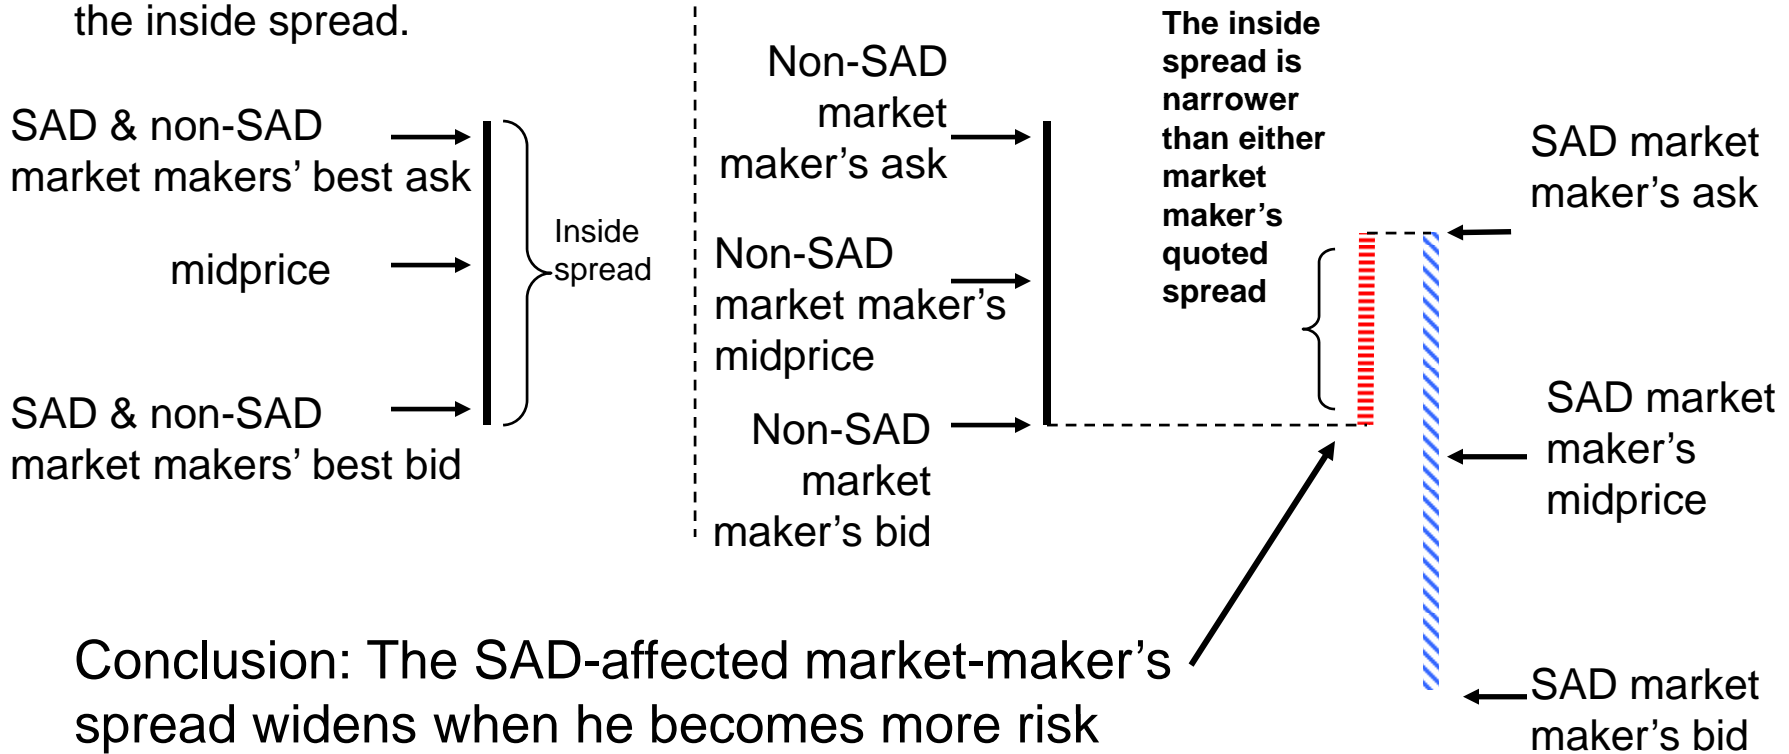 the inside spread.
SAD & non-SAD
market makers’ best ask
midprice
SAD & non-SAD
market makers’ best bid
Inside
spread
Non-SAD
market
maker’s ask
Non-SAD
market maker’s
midprice
Non-SAD
market
maker’s bid
The inside
spread is
narrower
than either
market
maker’s
quoted
spread
SAD market
maker’s ask
SAD market
maker’s
midprice
SAD market
maker’s bid
Conclusion: The SAD-affected market-maker’s
spread widens when he becomes more risk